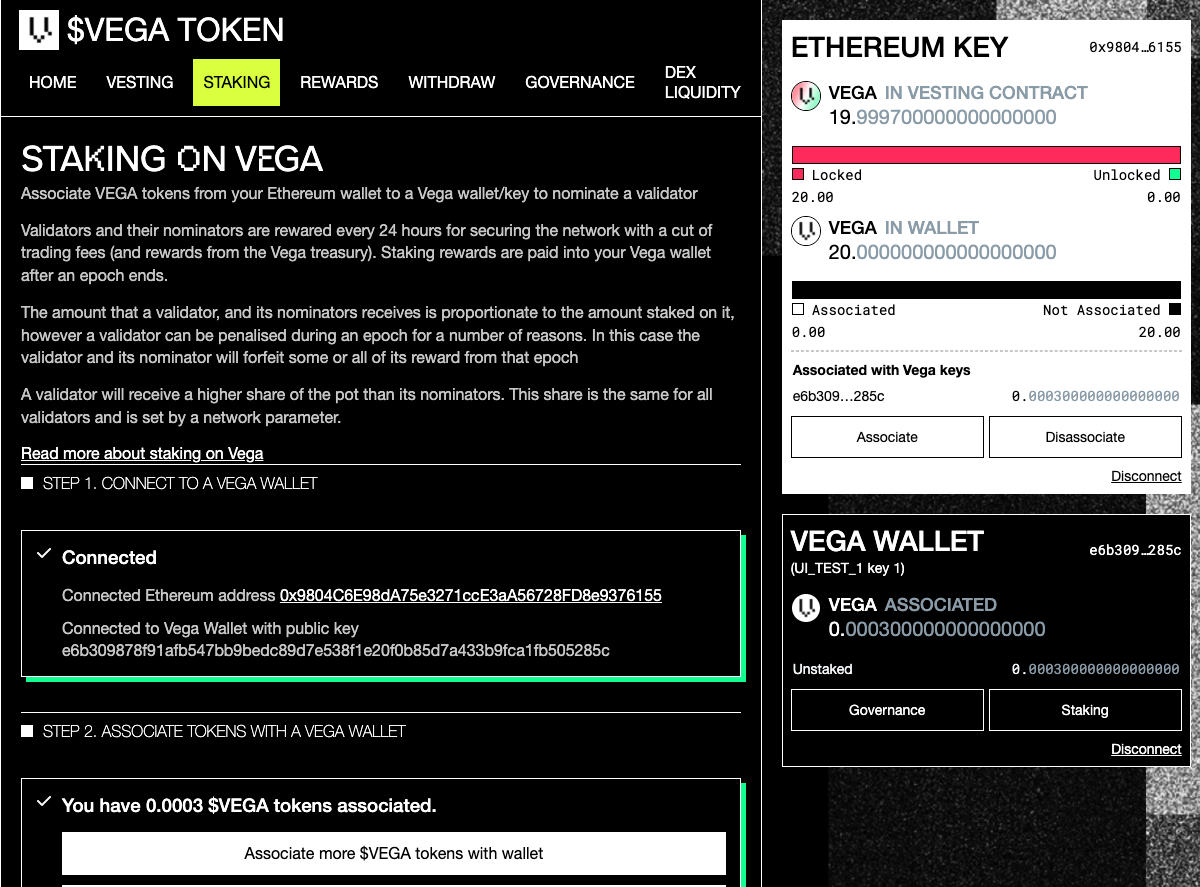 $VEGA TOKEN
HOME
VESTING
STAKING
REWARDS
WITHDRAW
GOVERNANCE
DEX
LIQUIDITY
STAKING ON VEGA
Associate VEGA tokens from your Ethereum wallet to a Vega wallet/key to nominate a validator
Validators and their nominators are rewared every 24 hours for securing the network with a cut of
trading fees (and rewards from the Vega treasury). Staking rewards are paid into your Vega wallet
after an epoch ends.
The amount that a validator, and its nominators receives is proportionate to the amount staked on it,
however a validator can be penalised during an epoch for a number of reasons. In this case the
validator and its nominator will forfeit some or all of its reward from that epoch
A validator will receive a higher share of the pot than its nominators. This share is the same for all
validators and is set by a network parameter.
Read more about staking on Vega
STEP 1. CONNECT TO A VEGA WALLET
Connected
Connected Ethereum address 0x9804C6E98dA75e3271ccE3aA56728FD8e9376155
Connected to Vega Wallet with public key
e6b309878f91afb547bb9bedc89d7e538f1e20f0b85d7a433b9fca1fb505285c
STEP 2. ASSOCIATE TOKENS WITH A VEGA WALLET
You have 0.0003 $VEGA tokens associated.
Associate more $VEGA tokens with wallet
ETHEREUM KEY 0x9804…6155
VEGA IN VESTING CONTRACT
19.999700000000000000
Locked Unlocked
20.00 0.00
VEGA IN WALLET
20.000000000000000000
Associated Not Associated
0.00 20.00
Associated with Vega keys
e6b309…285c 0.000300000000000000
Associate Disassociate
Disconnect
VEGA WALLET e6b309…285c
(UI_TEST_1 key 1)
VEGA ASSOCIATED
0.000300000000000000
Unstaked 0.000300000000000000
Governance Staking
Disconnect